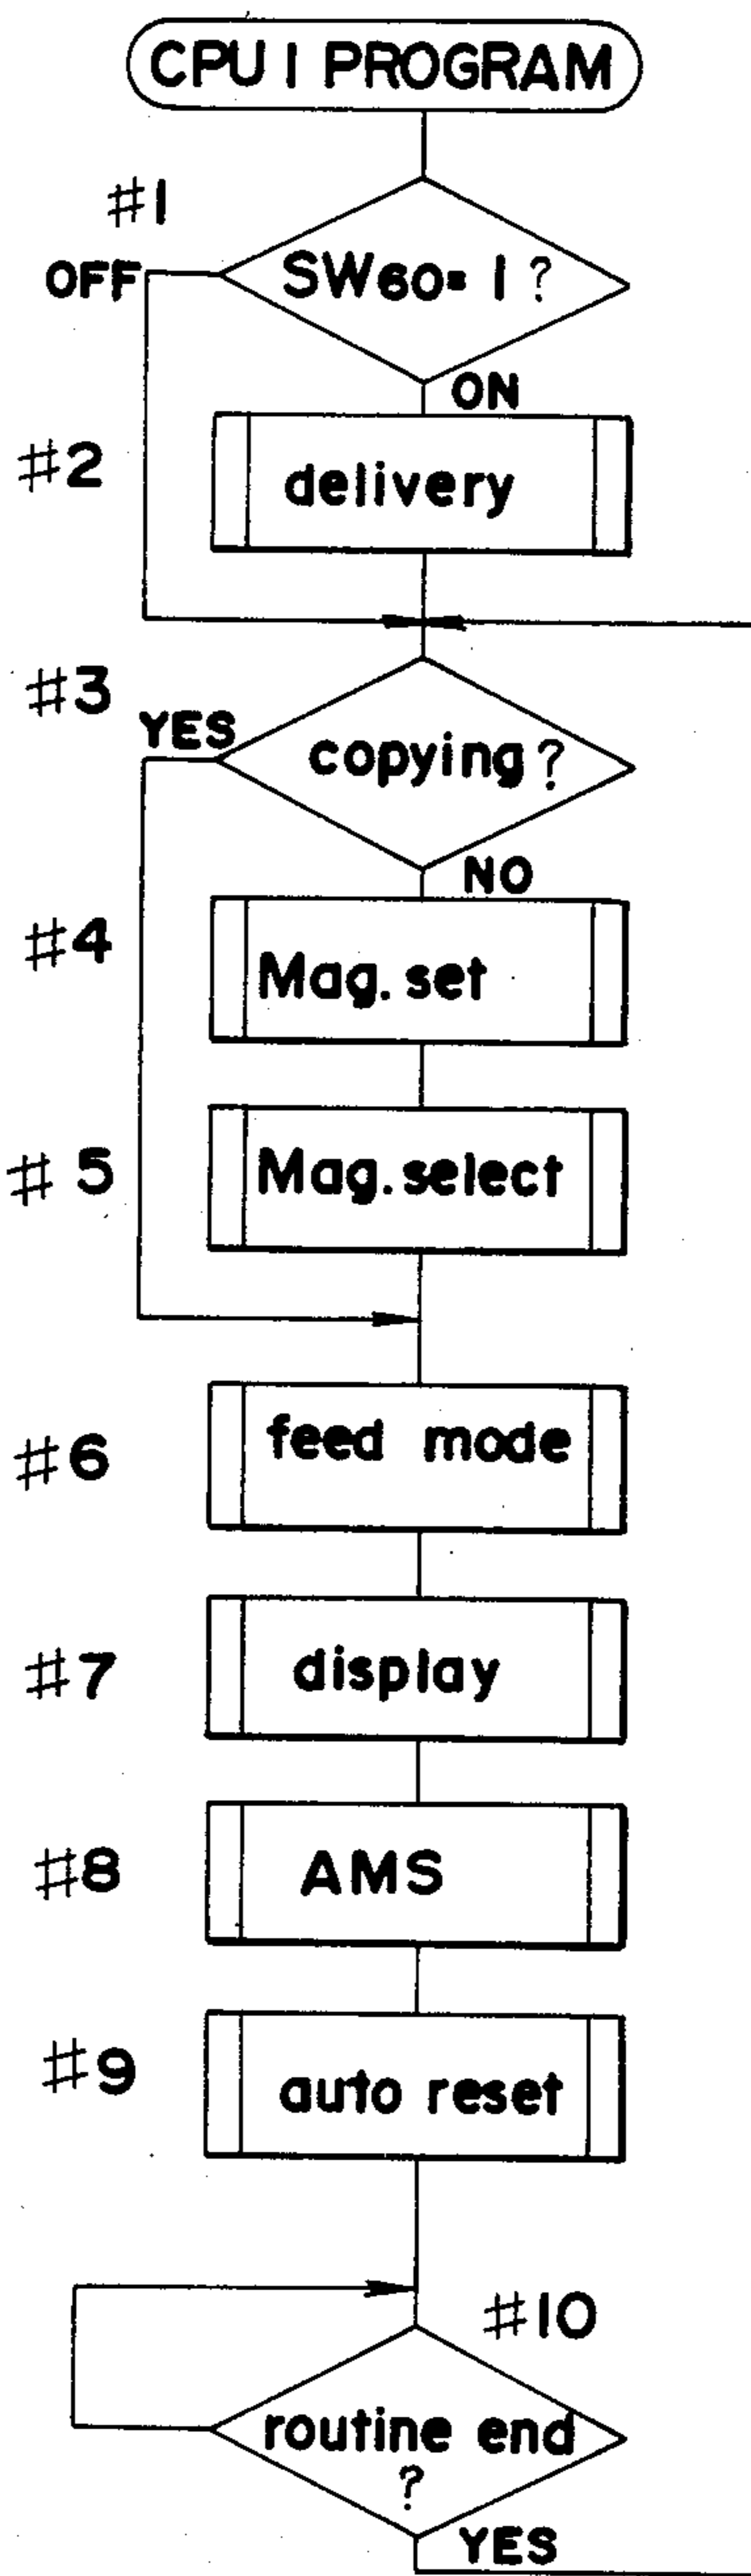 CPU 1 PROGRAM
#1
OFF
SW60= 1 ?
ON
#2
delivery
#3
YES
copying ?
NO
#4
Mag. set
#5
Mag. select
#6
feed mode
#7
display
#8
AMS
#9
auto reset
#10
routine end
?
YES